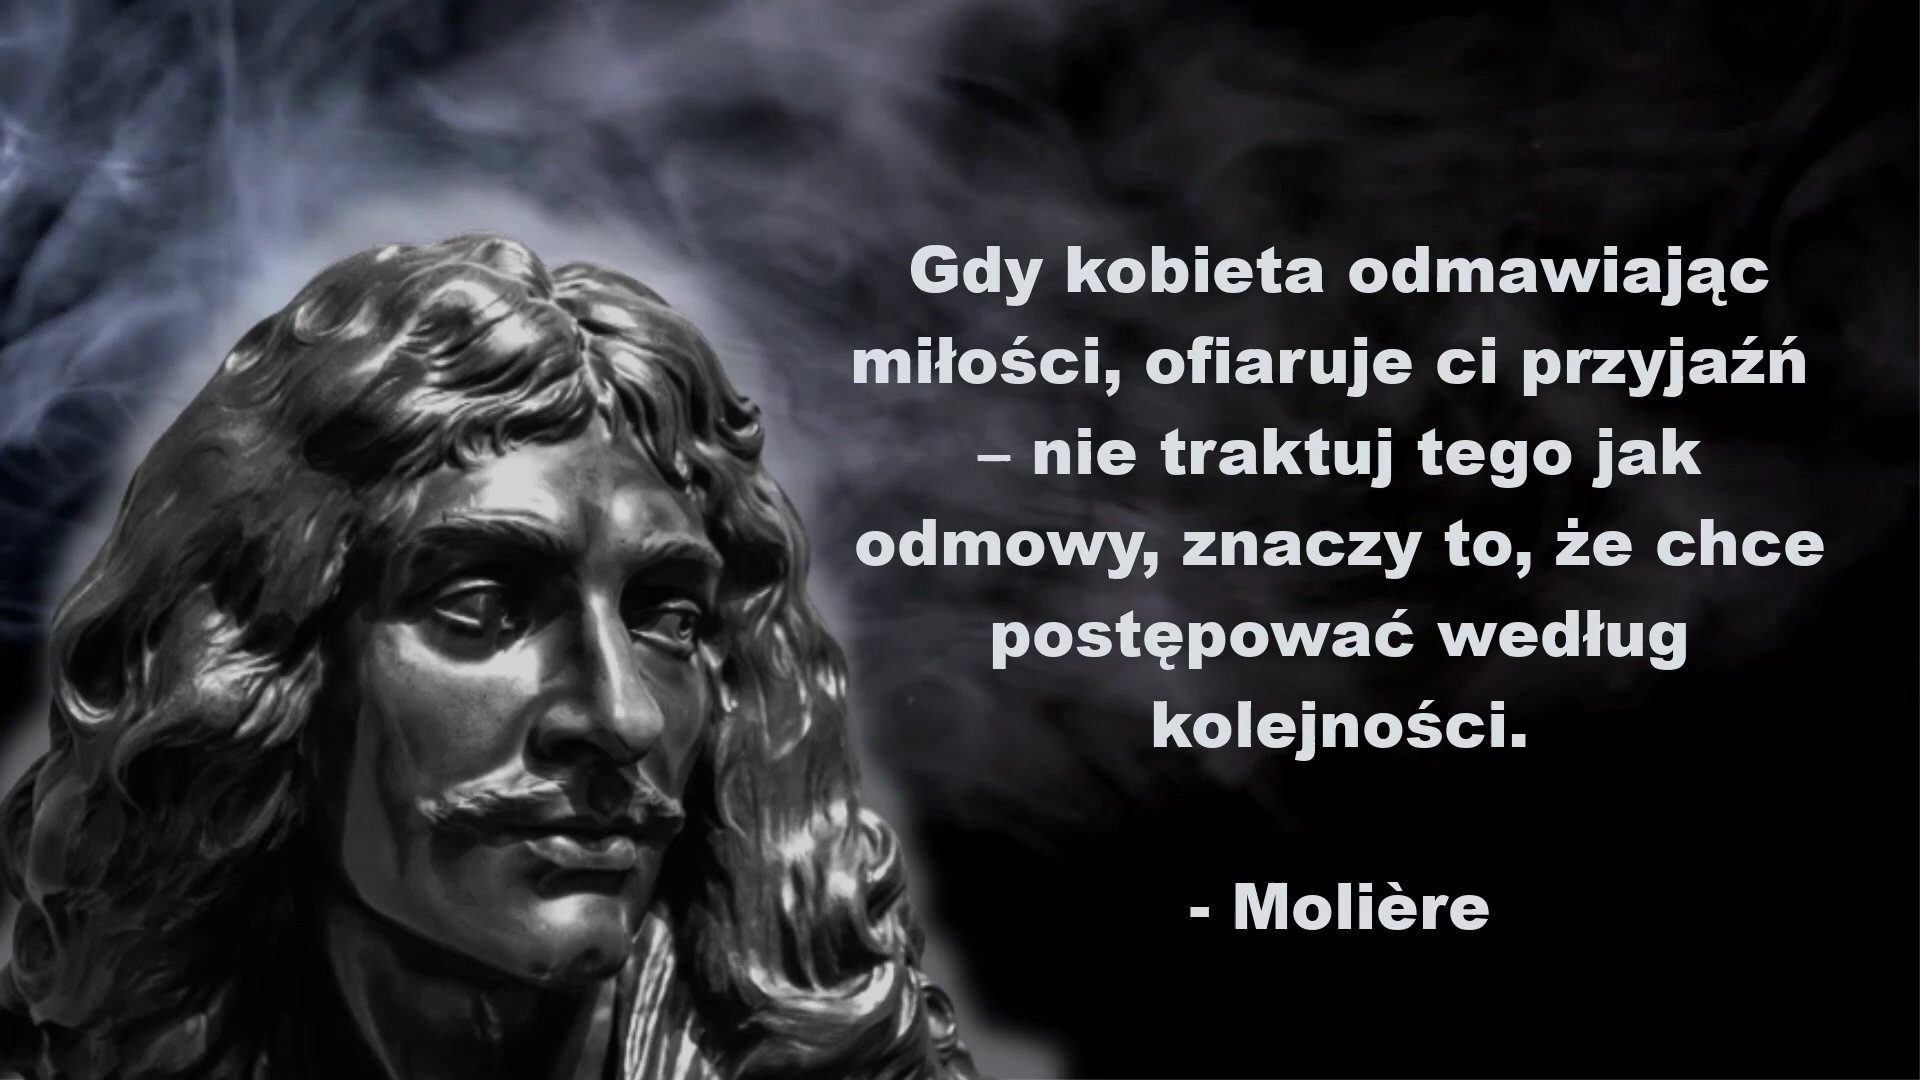 Gdy kobieta odmawiając
miłości, ofiaruje ci przyjaźń
– nie traktuj tego jak
odmowy, znaczy to, że chce
postępować według
kolejności.
- Molière